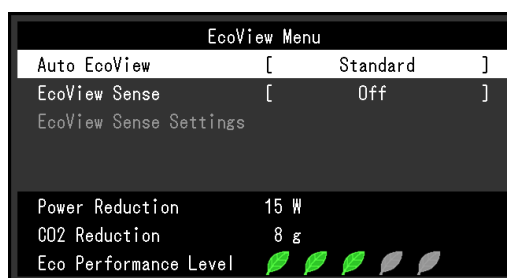 EcoView Menu
Auto EcoView [ Standard ]
EcoView Sense [ Off ]
EcoView Sense Settings
Power Reduction 15 W
CO2 Reduction 8 g
Eco Performance Level